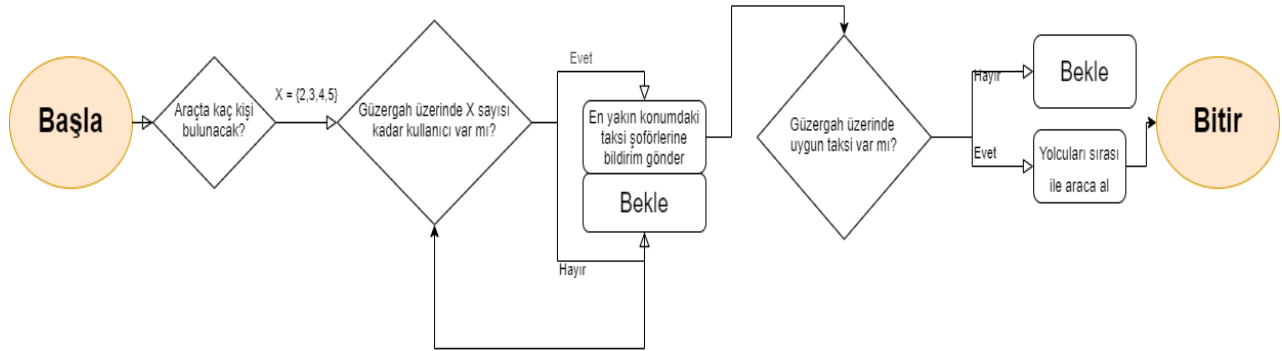 Başla
Araçta kaç kişi
bulunacak?
X = {2,3,4,5}
Güzergah üzerinde X sayısı
kadar kullanıcı var mı?
Evet
En yakın konumdaki
taksi şoförlerine
bildirim gönder
Bekle
Hayır
Güzergah üzerinde
uygun taksi var mı?
Hayır
Bekle
Evet
Yolcuları sırası
ile araca al
Bitir